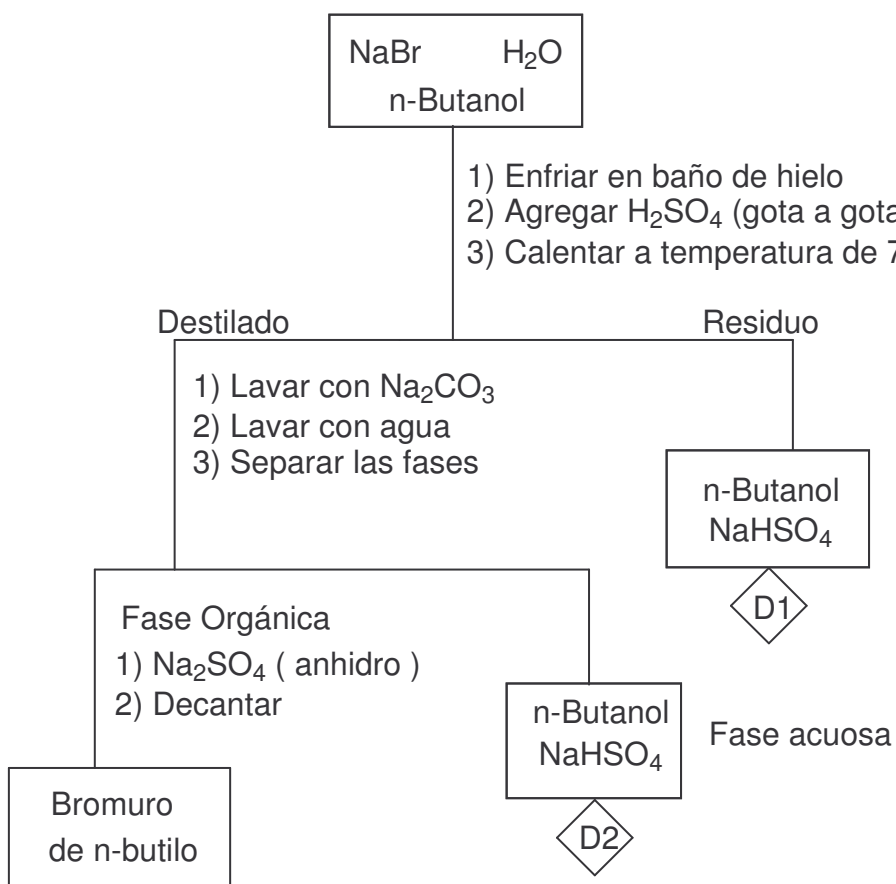 NaBr H₂O
n-Butanol
1) Enfriar en baño de hielo
2) Agregar H₂SO₄ (gota a gota
3) Calentar a temperatura de 7
Destilado
Residuo
1) Lavar con Na₂CO₃
2) Lavar con agua
3) Separar las fases
n-Butanol
NaHSO₄
D1
Fase Orgánica
1) Na₂SO₄ ( anhidro )
2) Decantar
n-Butanol
NaHSO₄
Fase acuosa
D2
Bromuro
de n-butilo